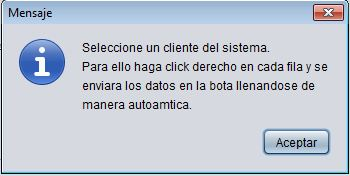 Mensaje
Seleccione un cliente del sistema.
Para ello haga click derecho en cada fila y se
enviara los datos en la bota llenandose de
manera autoamtica.
Aceptar